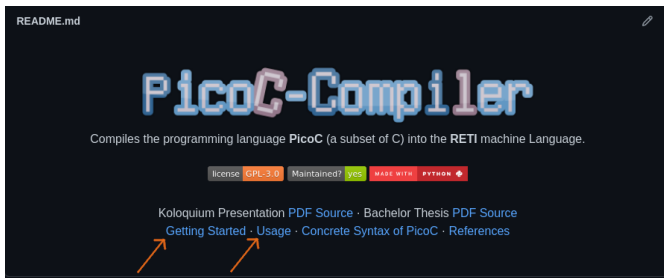 README.md
PicoC-Compiler
Compiles the programming language PicoC (a subset of C) into the RETI machine Language.
license GPL-3.0 Maintained? yes MADE WITH PYTHON
Koloquium Presentation PDF Source · Bachelor Thesis PDF Source
Getting Started · Usage · Concrete Syntax of PicoC · References